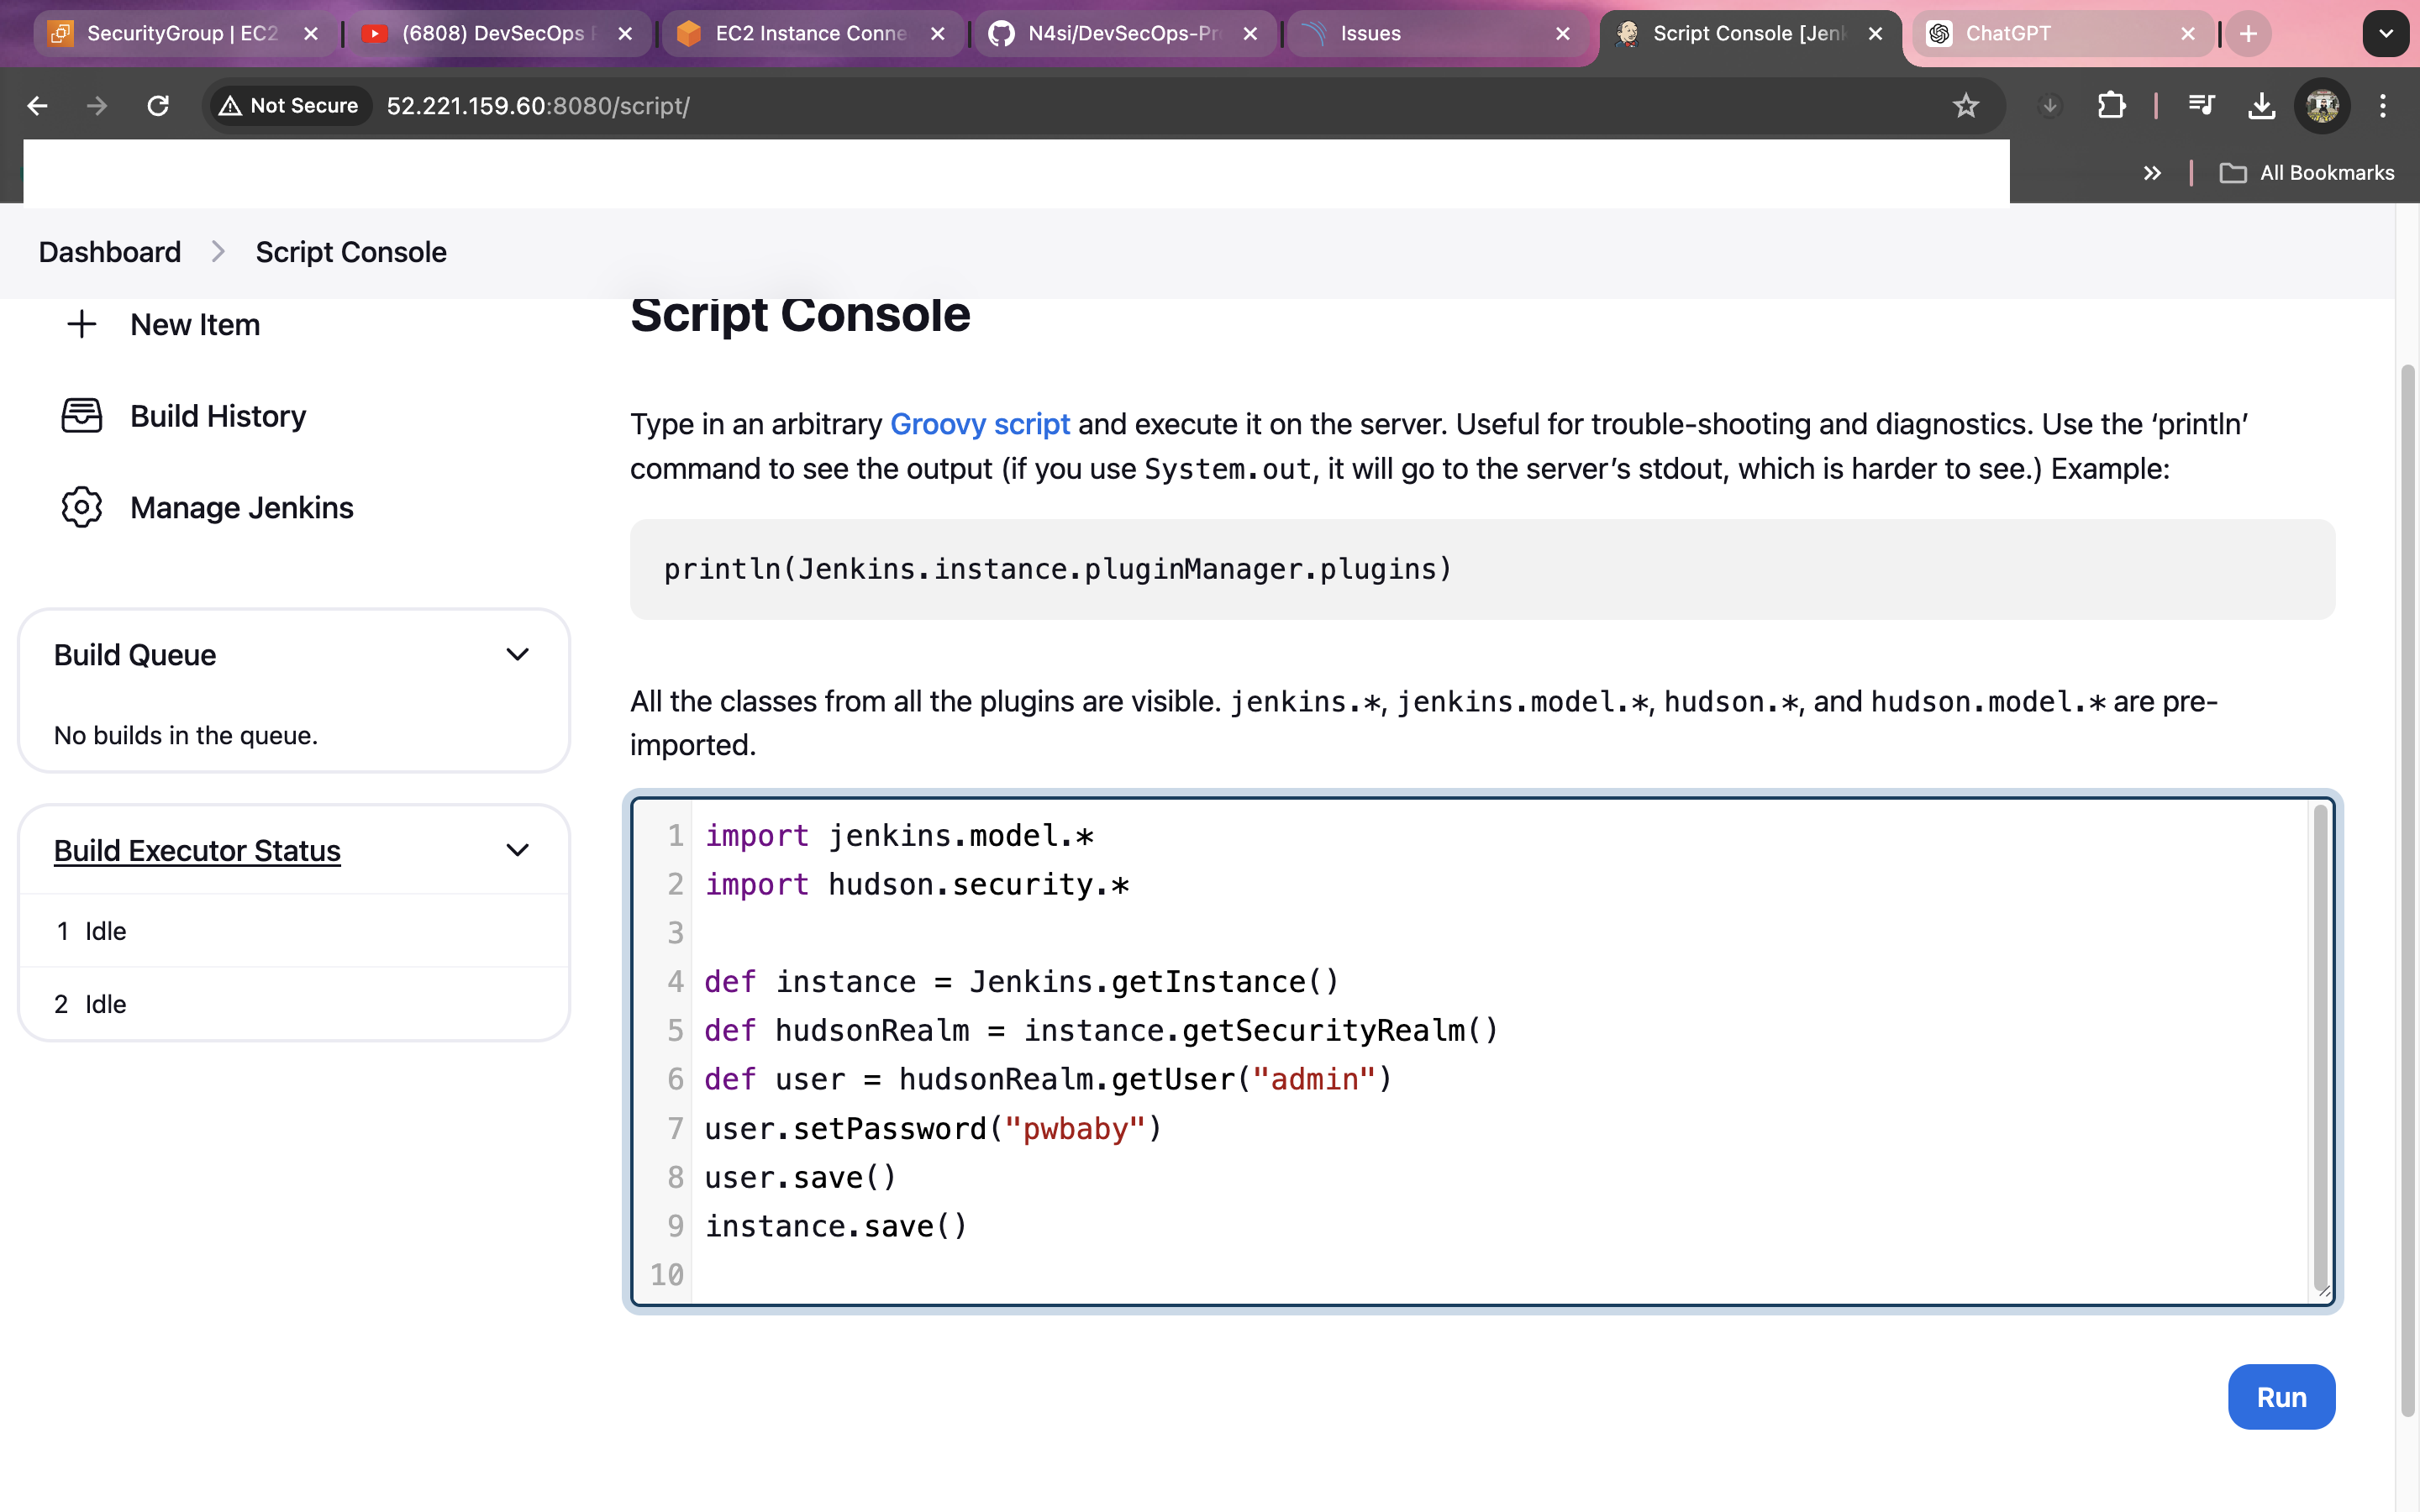 SecurityGroup | EC2
(6808) DevSecOps
EC2 Instance Conne
N4si/DevSecOps-Pr
Issues
Script Console [Jen
ChatGPT
Not Secure
52.221.159.60:8080/script/
All Bookmarks
Dashboard
Script Console
New Item
Build History
Manage Jenkins
Build Queue
No builds in the queue.
Build Executor Status
1 Idle
2 Idle
Script Console
Type in an arbitrary Groovy script and execute it on the server. Useful for trouble-shooting and diagnostics. Use the ‘println’
command to see the output (if you use System.out, it will go to the server’s stdout, which is harder to see.) Example:
println(Jenkins.instance.pluginManager.plugins)
All the classes from all the plugins are visible. jenkins.*, jenkins.model.*, hudson.*, and hudson.model.* are pre-
imported.
1 import jenkins.model.*
2 import hudson.security.*
3
4 def instance = Jenkins.getInstance()
5 def hudsonRealm = instance.getSecurityRealm()
6 def user = hudsonRealm.getUser("admin")
7 user.setPassword("pwbaby")
8 user.save()
9 instance.save()
10
Run